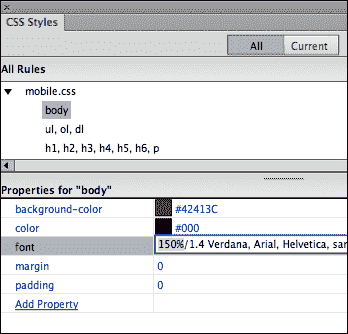 CSS Styles
All Current
All Rules
mobile.css
body
ul, ol, dl
h1, h2, h3, h4, h5, h6, p
Properties for "body"
background-color #42413C
color #000
font 150%/1.4 Verdana, Arial, Helvetica, san
margin 0
padding 0
Add Property